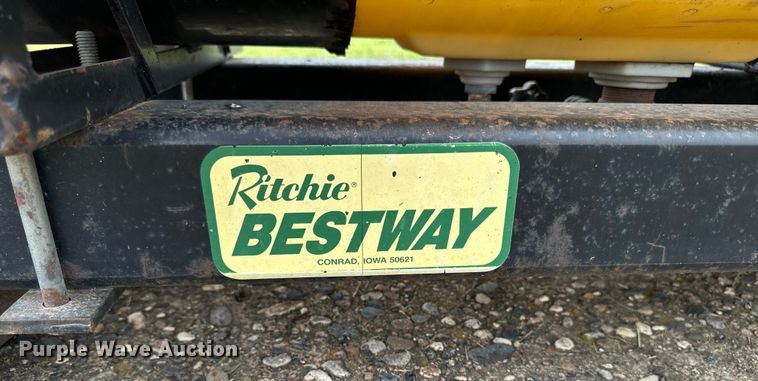 Ritchie®
BESTWAY
CONRAD, IOWA 50621
Purple Wave Auction